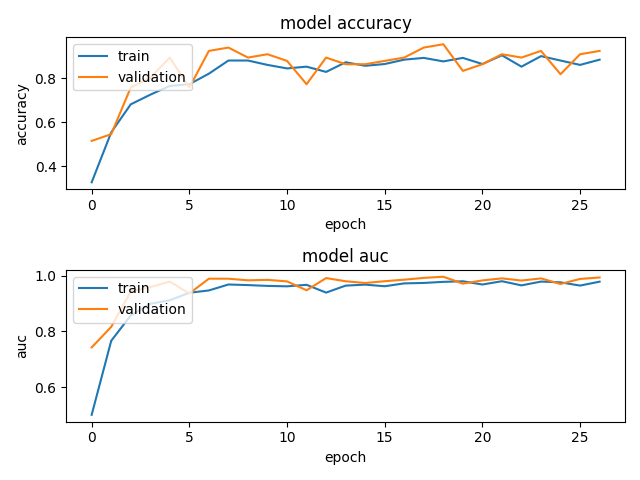 model accuracy
train
validation
0.8
0.6
0.4
accuracy
0 5 10 15 20 25
epoch
model auc
train
validation
1.0
0.8
0.6
auc
0 5 10 15 20 25
epoch